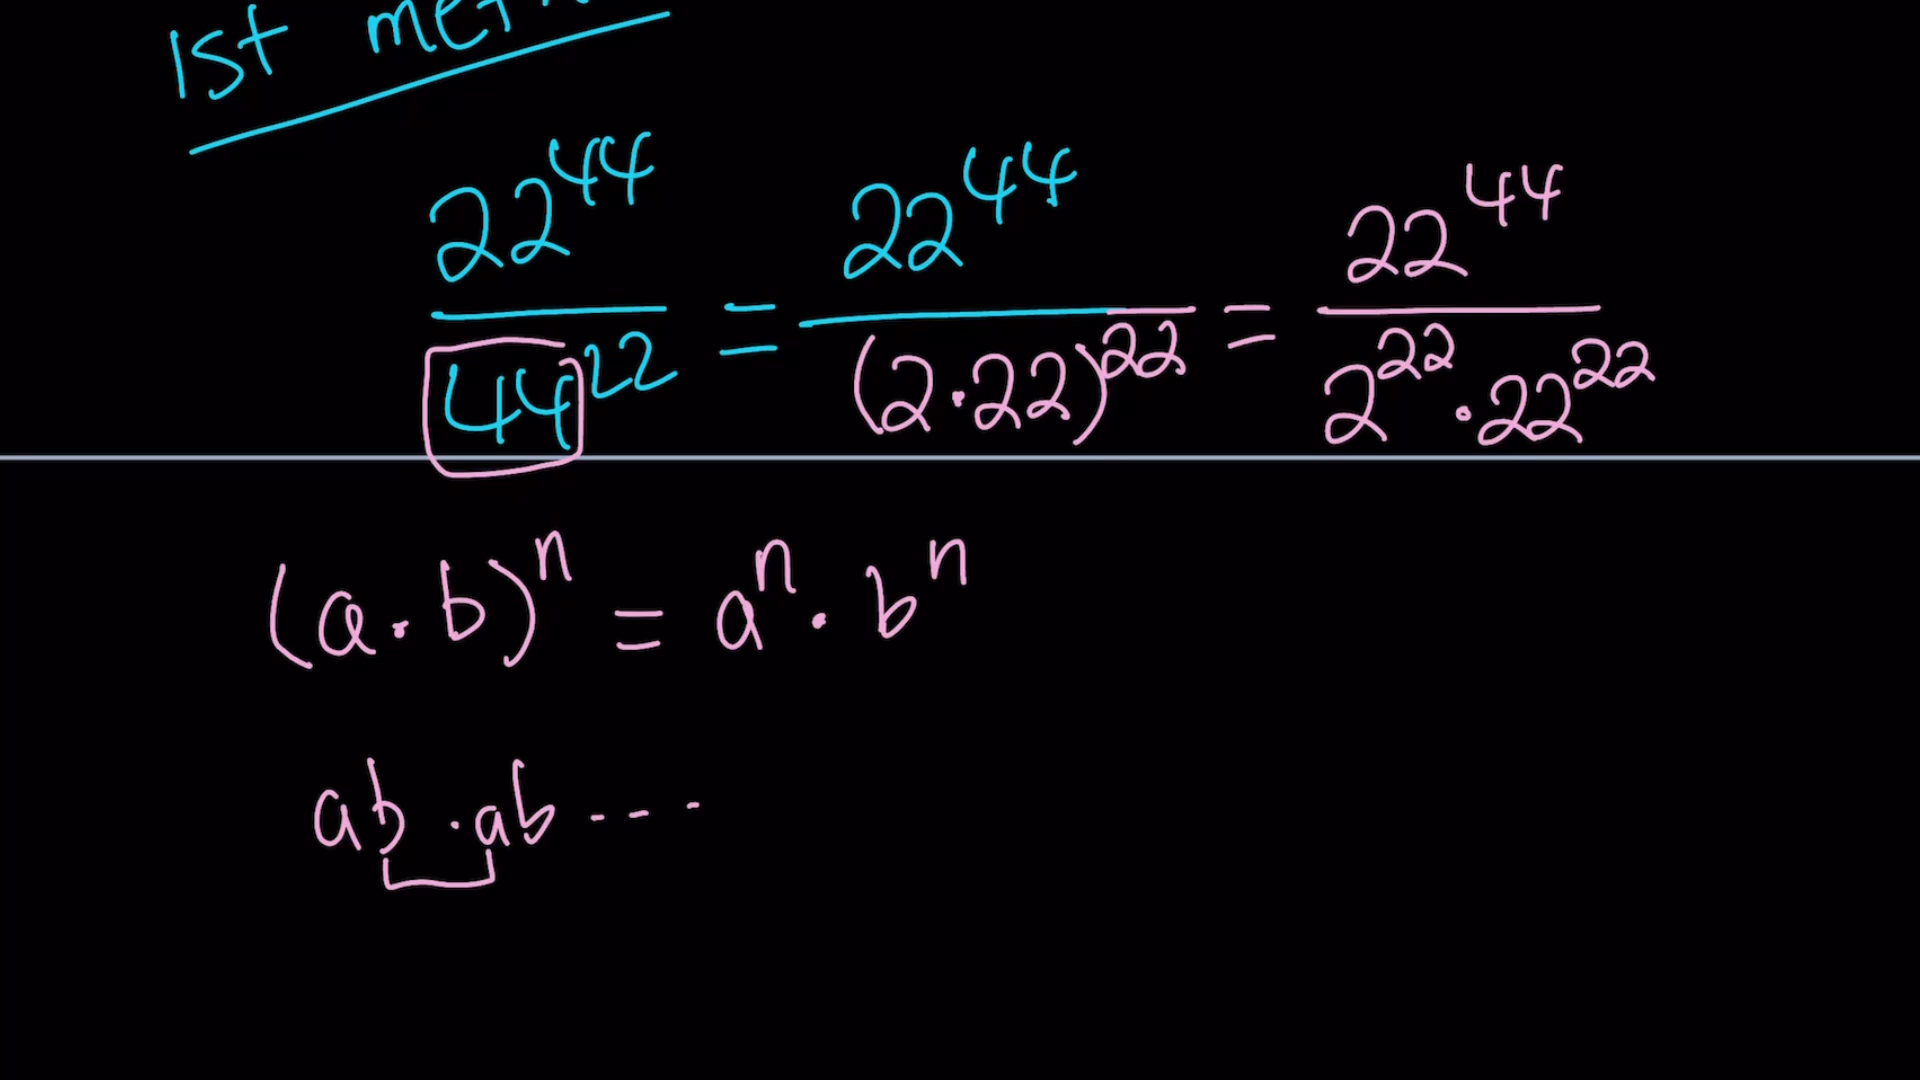 1st
22^44 / 44^22 = 22^44 / (2·22)^22 = 22^44 / 2^22 · 22^22
(a·b)^n = a^n · b^n
ab · ab - - -